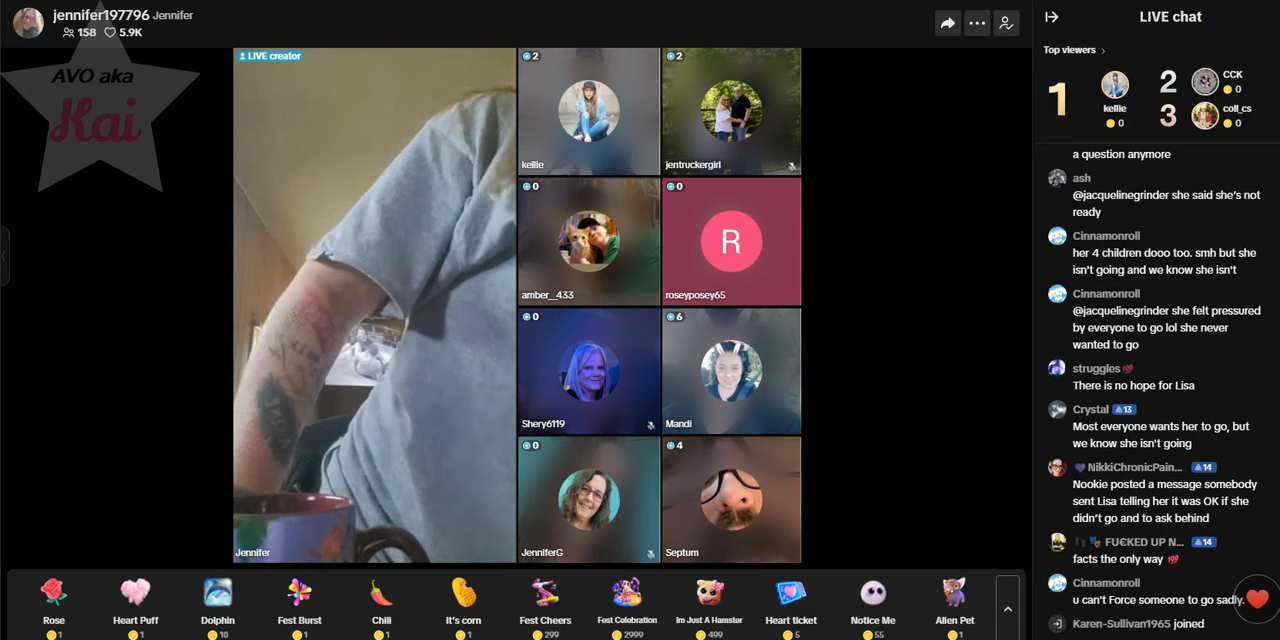 jennifer197796 Jennifer
158 5.9K
AVO aka
Kai
LIVE creator
Jennifer
2
kellie
2
jentruckergirl
0
amber__433
0
R
roseyposey65
0
Shery6119
6
Mandi
0
JenniferG
4
Septum
Rose
1
Heart Puff
1
Dolphin
10
Fest Burst
1
Chili
1
It's corn
1
Fest Cheers
299
Fest Celebration
2999
Im Just A Hamster
499
Heart ticket
5
Notice Me
55
Alien Pet
1
LIVE chat
Top viewers
1
kellie
0
2
CCK
0
3
coll_cs
0
a question anymore
ash
@jacquelinegrinder she said she's not
ready
Cinnamonroll
her 4 children dooo too. smh but she
isn't going and we know she isn't
Cinnamonroll
@jacquelinegrinder she felt pressured
by everyone to go lol she never
wanted to go
struggles💯
There is no hope for Lisa
Crystal 13
Most everyone wants her to go, but
we know she isn't going
💜NikkiChronicPain... 14
Nookie posted a message somebody
sent Lisa telling her it was OK if she
didn't go and to ask behind
FU€KED UP N... 14
facts the only way 💯
Cinnamonroll
u can't Force someone to go sadly.
Karen-Sullivan1965 joined